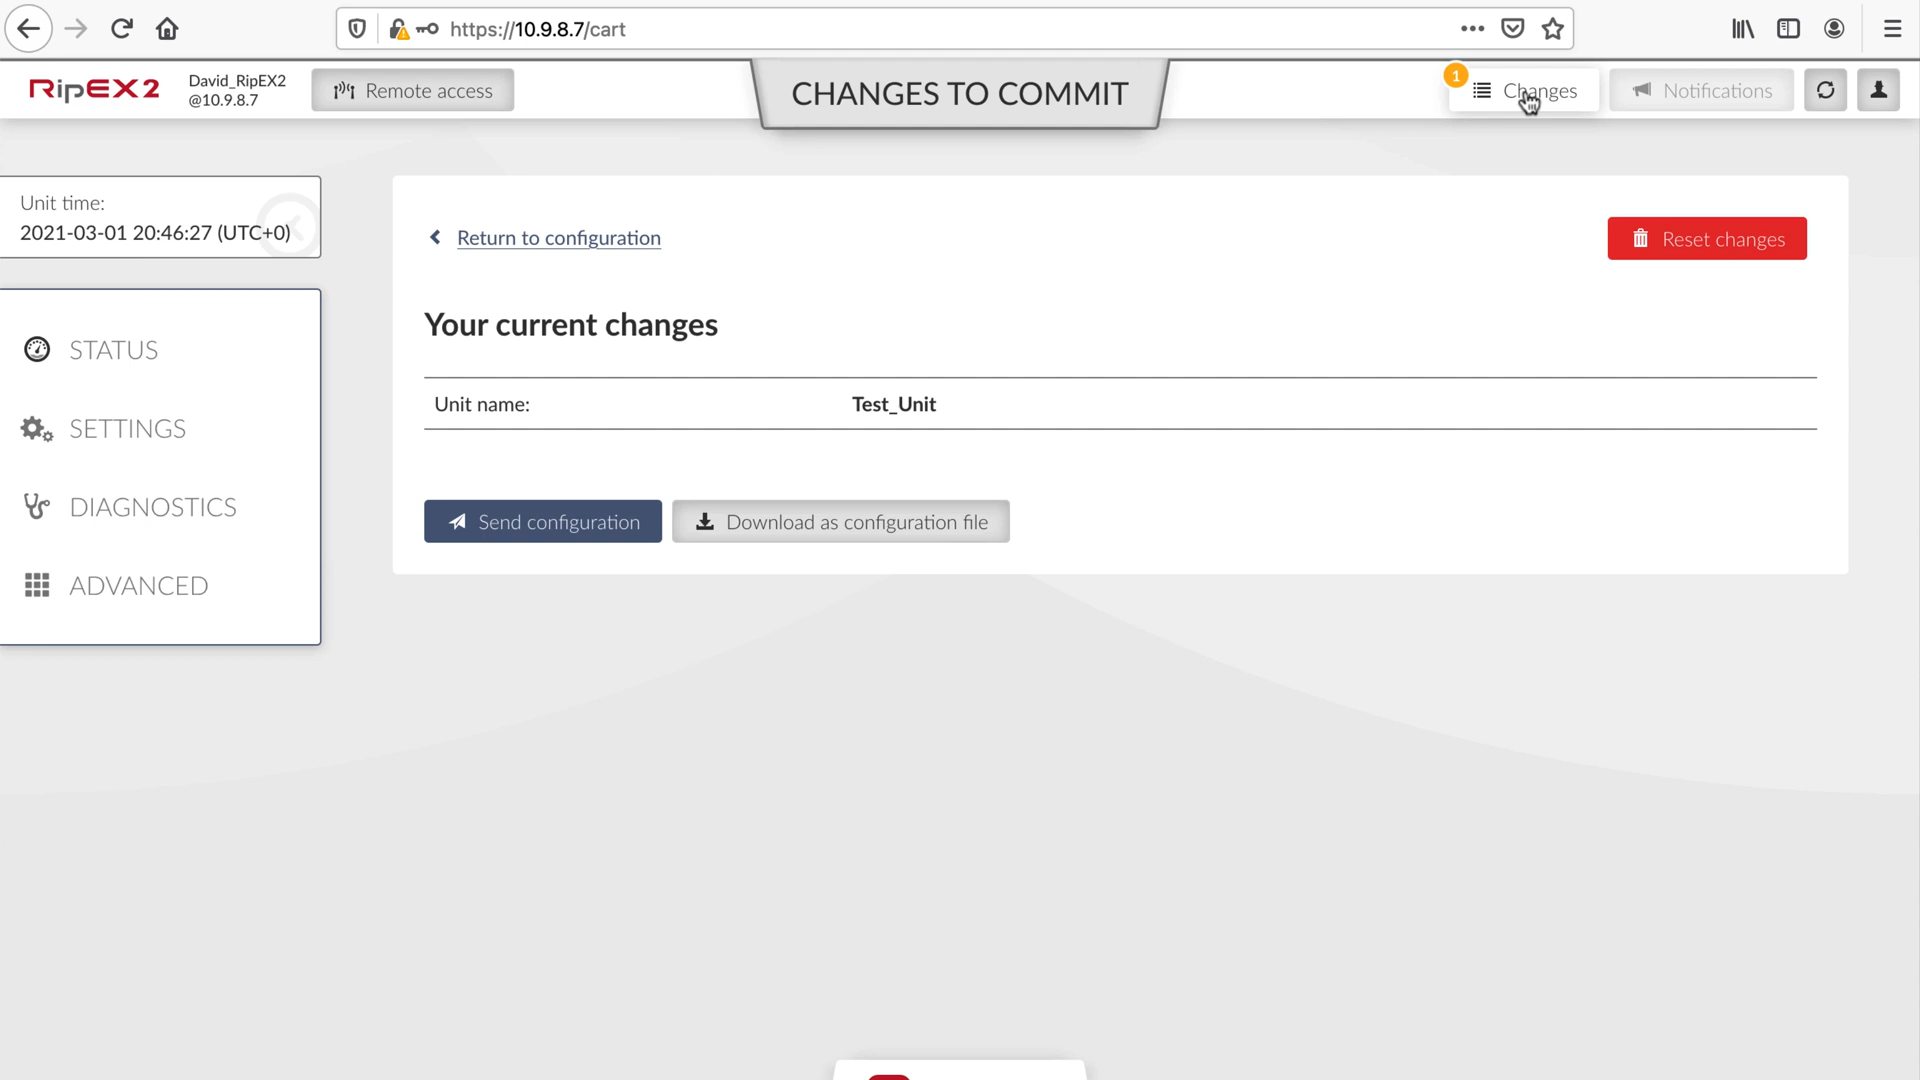 https://10.9.8.7/cart
RipEX2
David_RipEX2
@10.9.8.7
Remote access
CHANGES TO COMMIT
1
Changes
Notifications
Unit time:
2021-03-01 20:46:27 (UTC+0)
Return to configuration
Reset changes
STATUS
SETTINGS
DIAGNOSTICS
ADVANCED
Your current changes
Unit name: Test_Unit
Send configuration
Download as configuration file